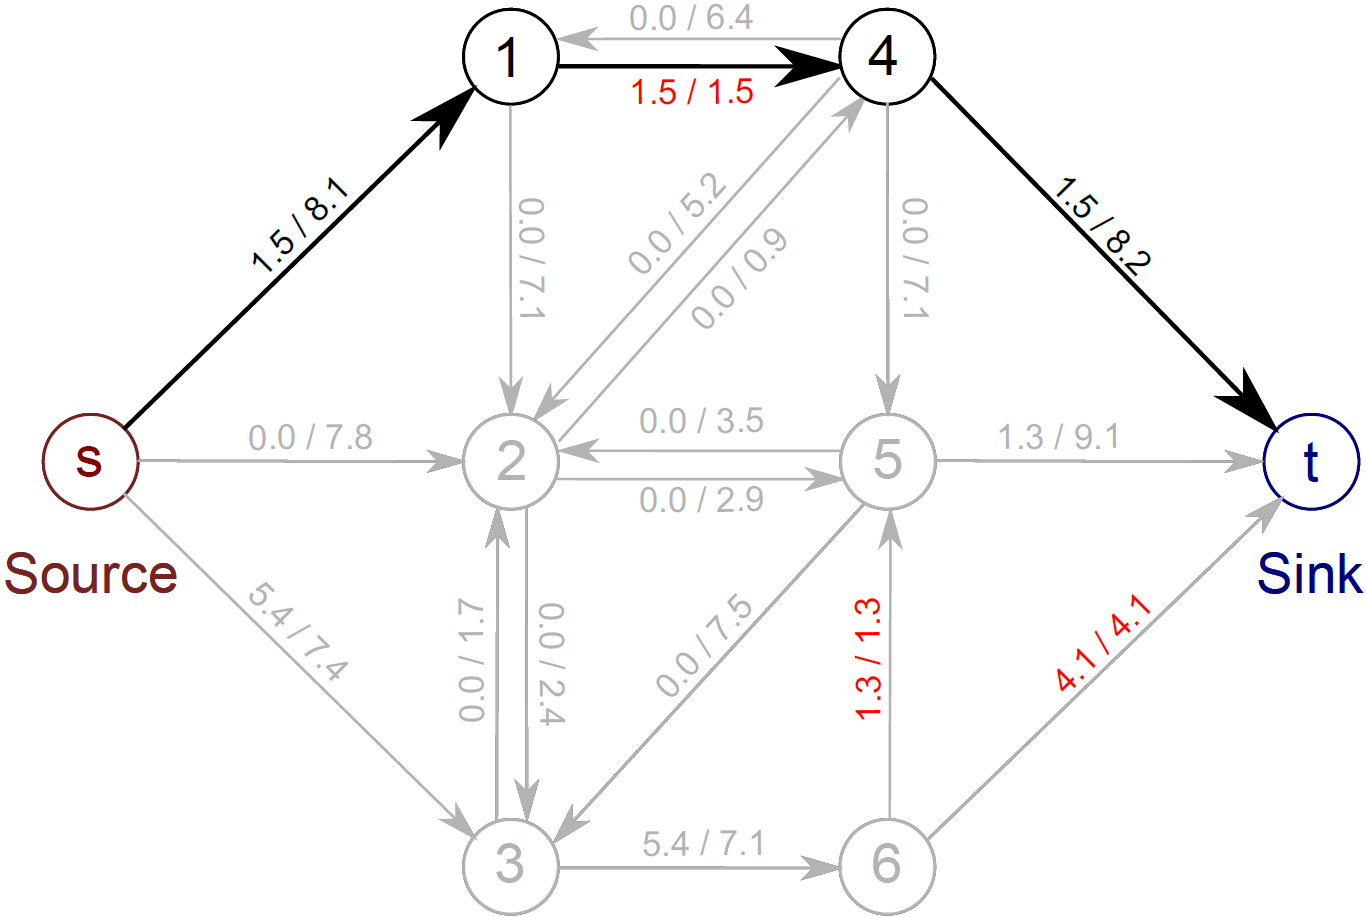 0.0 / 6.4
1
4
1.5 / 1.5
1.5 / 8.1
0.0 / 7.1
0.0 / 5.2
0.0 / 0.9
0.0 / 7.1
1.5 / 8.2
s
0.0 / 7.8
2
0.0 / 3.5
0.0 / 2.9
5
1.3 / 9.1
t
Source
Sink
5.4 / 7.4
0.0 / 1.7
0.0 / 2.4
0.0 / 7.5
1.3 / 1.3
4.1 / 4.1
3
5.4 / 7.1
6